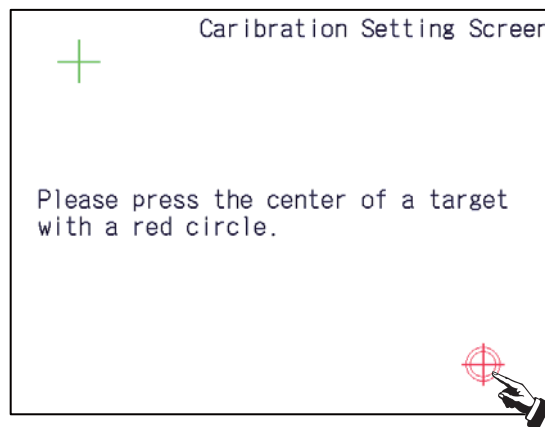 Caribration Setting Screen
Please press the center of a target
with a red circle.